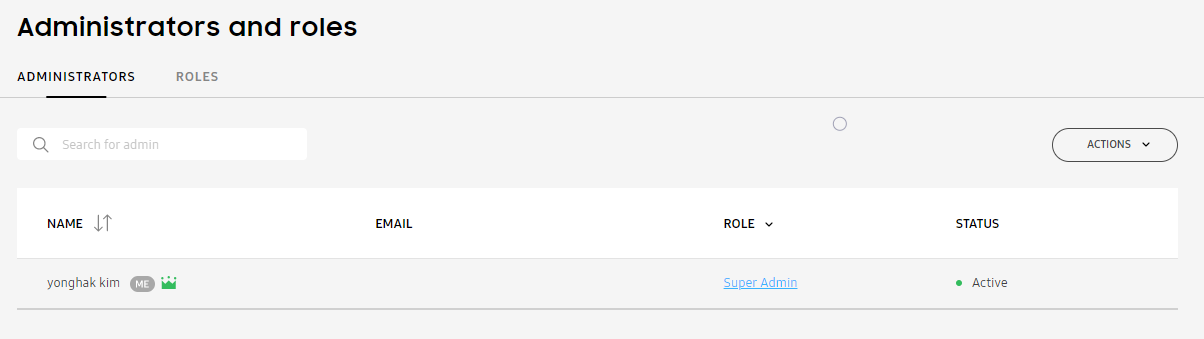 Administrators and roles
ADMINISTRATORS ROLES
Search for admin ACTIONS
NAME EMAIL ROLE STATUS
yonghak kim ME Super Admin Active